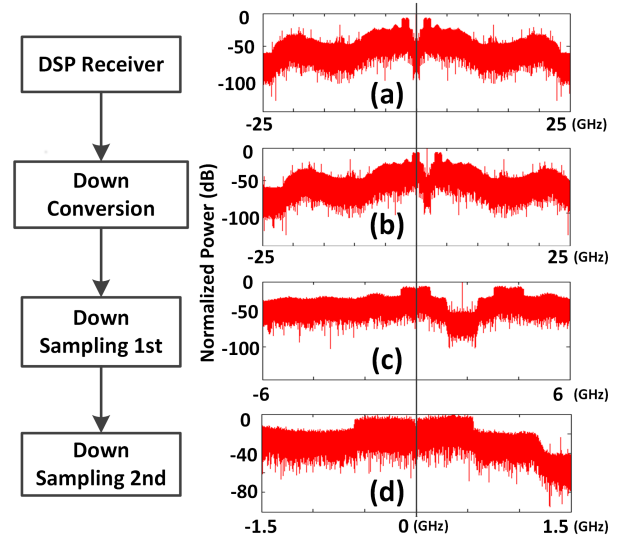 DSP Receiver
Down
Conversion
Down
Sampling 1st
Down
Sampling 2nd
Normalized Power (dB)
0
-50
-100
(a)
-25
25 (GHz)
0
-50
-100
(b)
-25
25 (GHz)
0
-50
-100
(c)
-6
6 (GHz)
0
-40
-80
(d)
-1.5
0 (GHz)
1.5 (GHz)